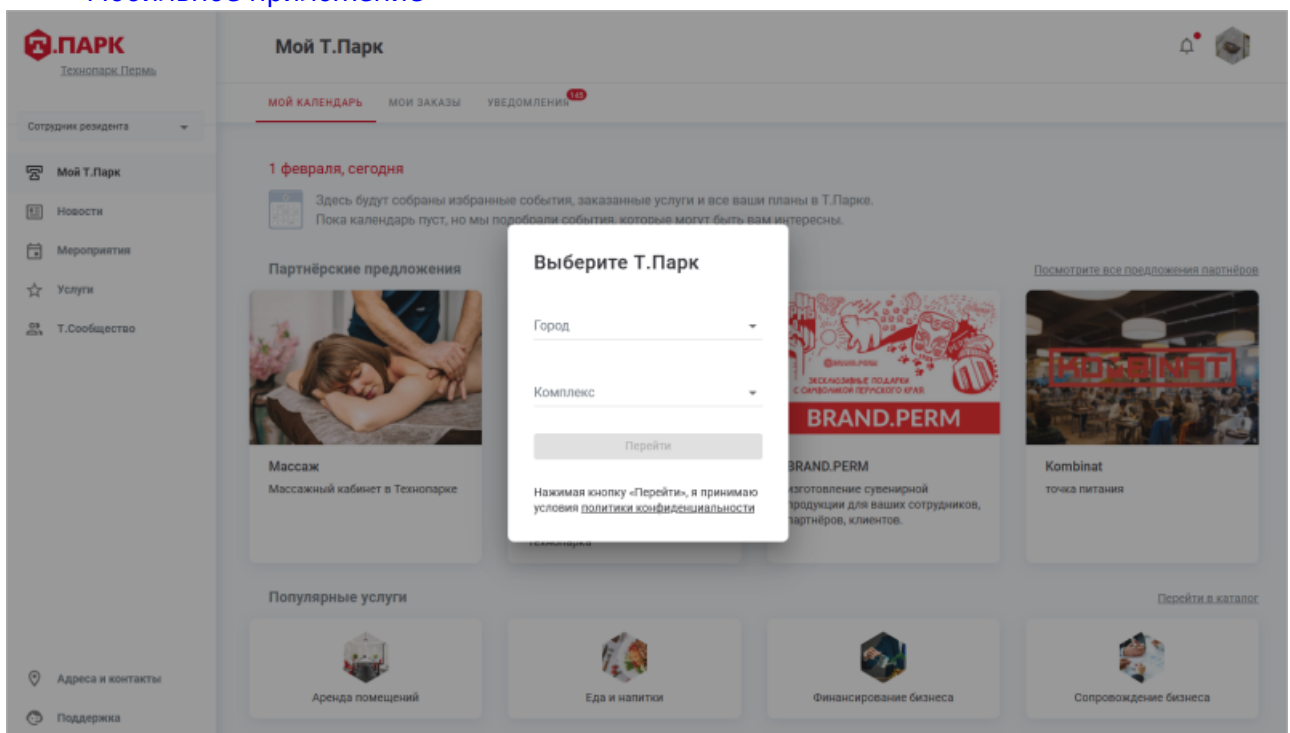 Мобильное приложение
Т.ПАРК
Технопарк Пермь
Мой Т.Парк
МОЙ КАЛЕНДАРЬ МОИ ЗАКАЗЫ УВЕДОМЛЕНИЯ 145
Сотрудник резидента
Мой Т.Парк
Новости
Мероприятия
Услуги
Т.Сообщество
Адреса и контакты
Поддержка
1 февраля, сегодня
Здесь будут собраны избранные события, заказанные услуги и все ваши планы в Т.Парке.
Пока календарь пуст, но мы подобрали события, которые могут быть вам интересны.
Партнёрские предложения
Посмотрите все предложения партнёров
Выберите Т.Парк
Город
Комплекс
Перейти
Нажимая кнопку «Перейти», я принимаю
условия политики конфиденциальности
Массаж
Массажный кабинет в Технопарке
Технопарка
@BRAND.PERM
ЭКСКЛЮЗИВНЫЕ ПОДАРКИ
С СИМВОЛИКОЙ ПЕРМСКОГО КРАЯ
BRAND.PERM
BRAND.PERM
изготовление сувенирной
продукции для ваших сотрудников,
партнёров, клиентов.
KOMBINAT
Kombinat
точка питания
Популярные услуги
Перейти в каталог
Аренда помещений
Еда и напитки
Финансирование бизнеса
Сопровождение бизнеса